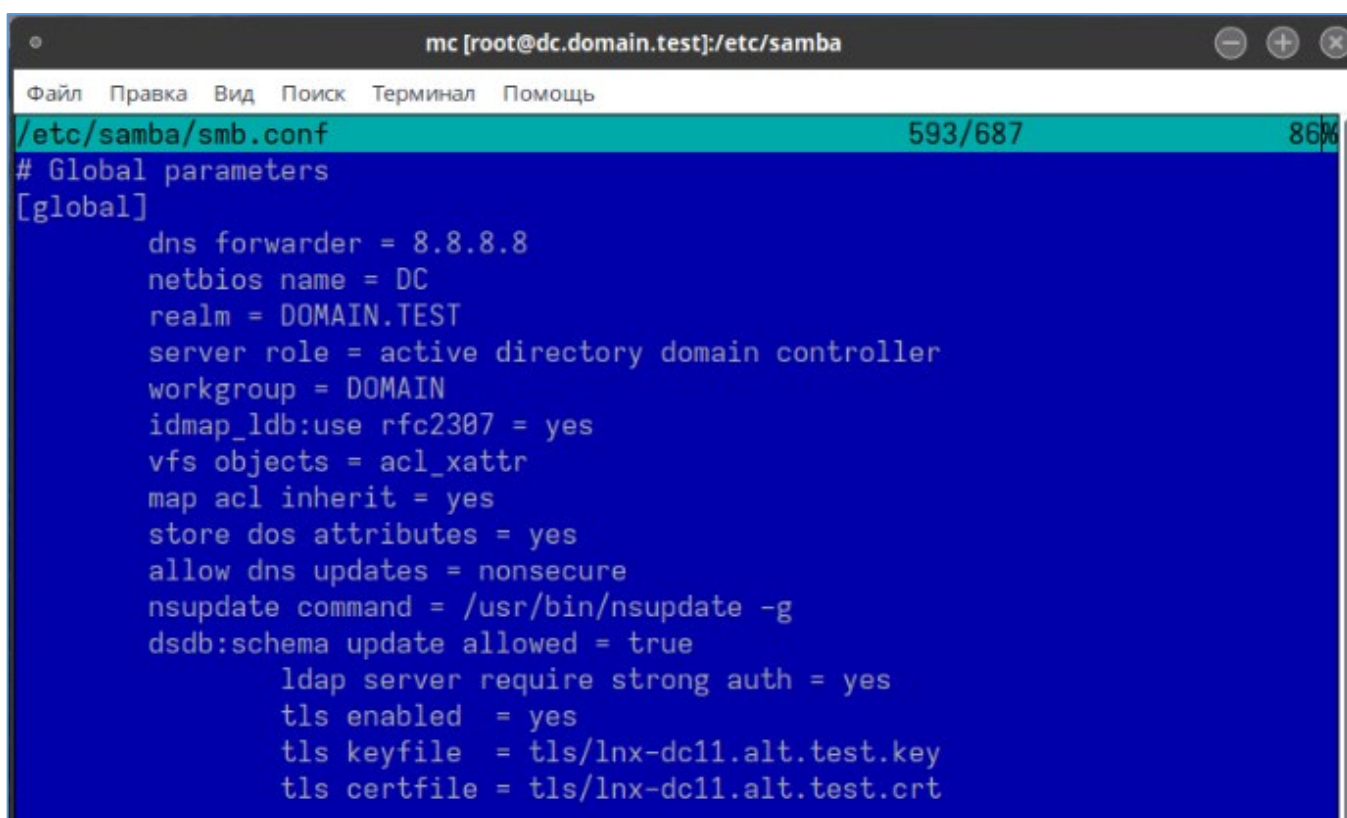 mc [root@dc.domain.test]:/etc/samba
Файл Правка Вид Поиск Терминал Помощь
/etc/samba/smb.conf 593/687 86%
# Global parameters
[global]
dns forwarder = 8.8.8.8
netbios name = DC
realm = DOMAIN.TEST
server role = active directory domain controller
workgroup = DOMAIN
idmap_ldb:use rfc2307 = yes
vfs objects = acl_xattr
map acl inherit = yes
store dos attributes = yes
allow dns updates = nonsecure
nsupdate command = /usr/bin/nsupdate -g
dsdb:schema update allowed = true
ldap server require strong auth = yes
tls enabled  = yes
tls keyfile  = tls/lnx-dc11.alt.test.key
tls certfile = tls/lnx-dc11.alt.test.crt